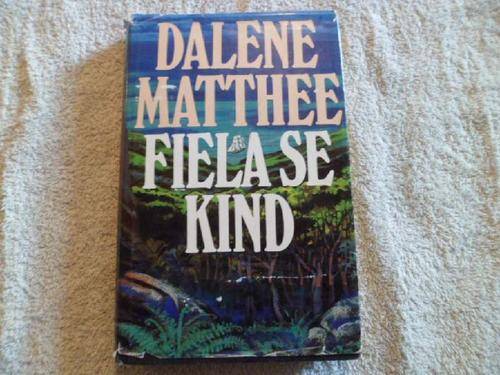 DALENE
MATTHEE
FIELA SE
KIND